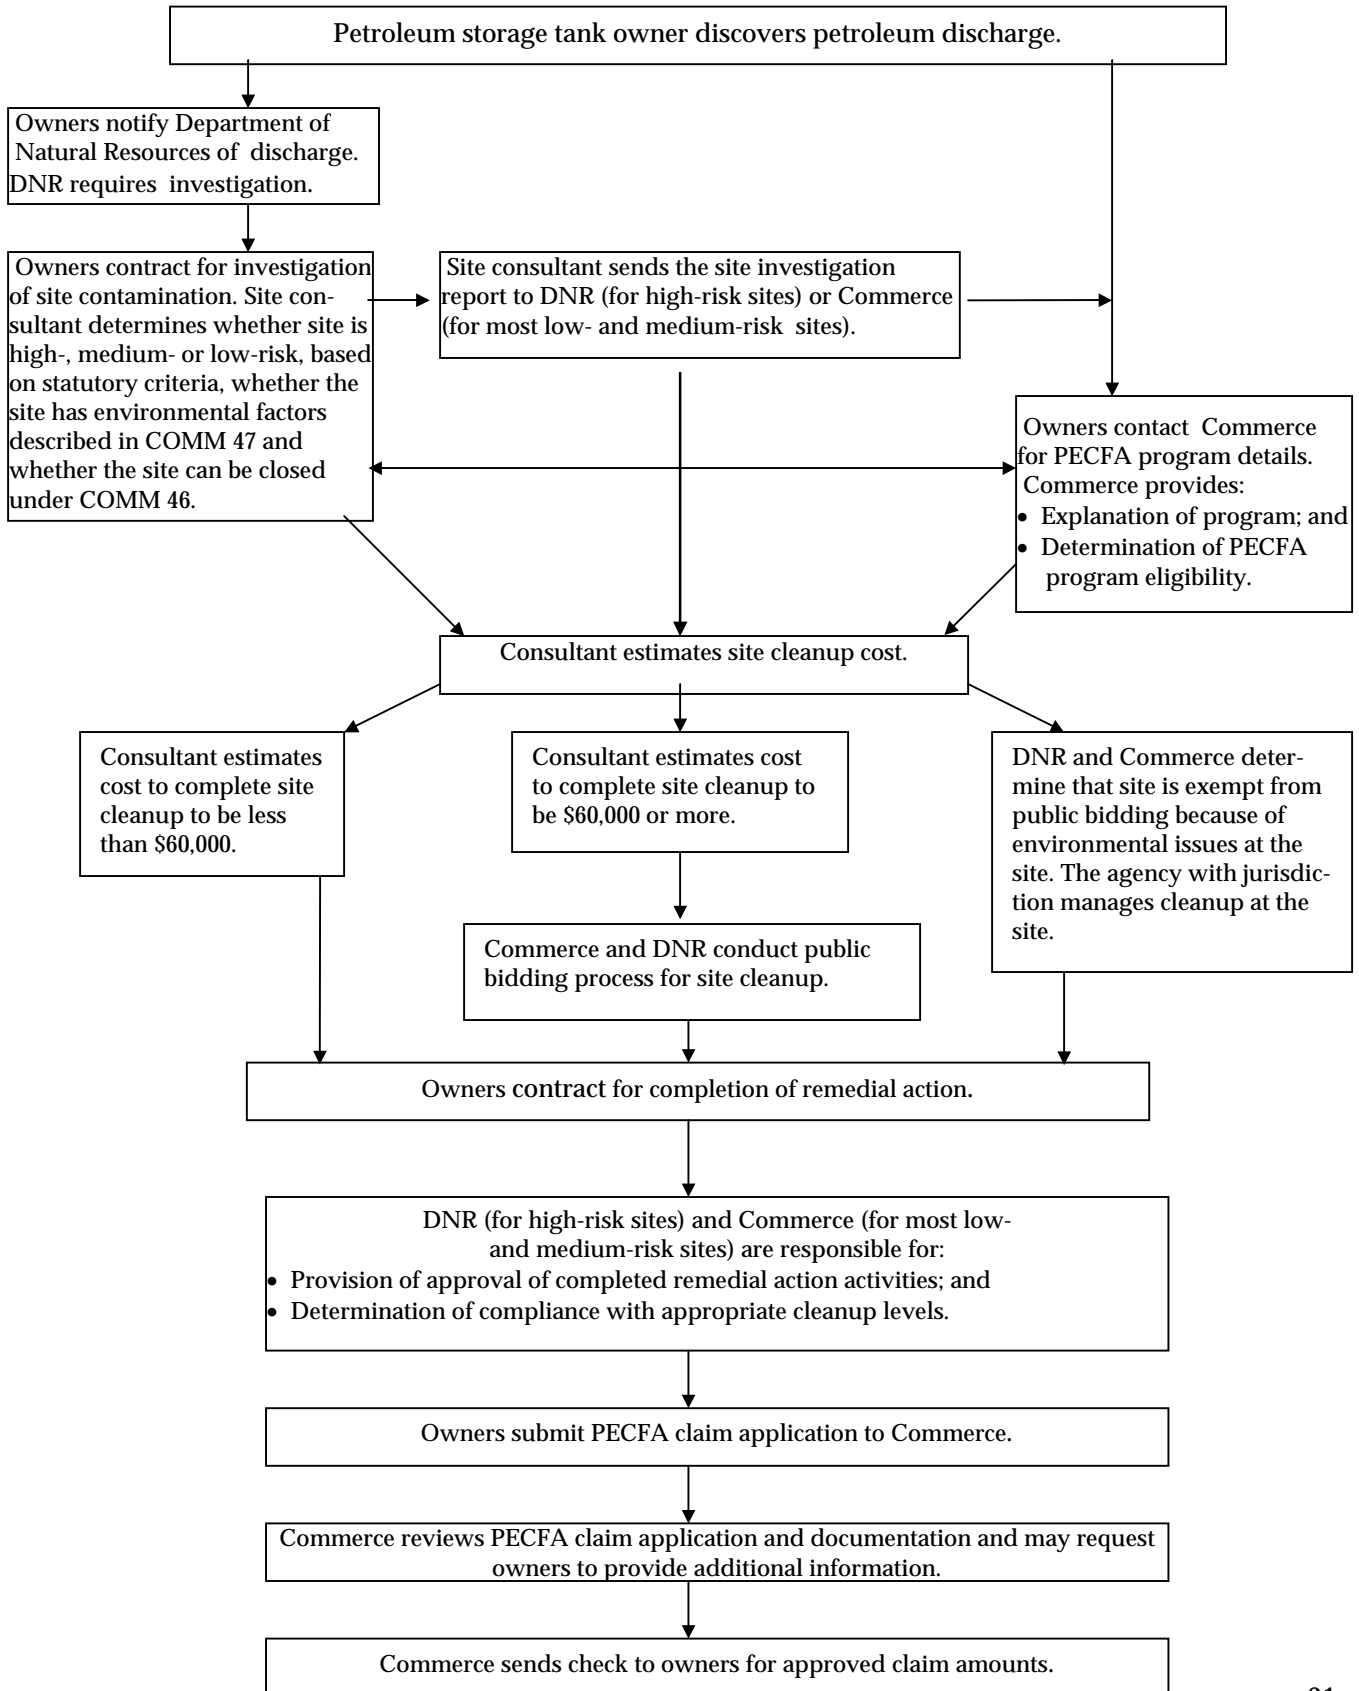 Petroleum storage tank owner discovers petroleum discharge.
Owners notify Department of
Natural Resources of discharge.
DNR requires investigation.
Owners contract for investigation
of site contamination. Site con-
sultant determines whether site is
high-, medium- or low-risk, based
on statutory criteria, whether the
site has environmental factors
described in COMM 47 and
whether the site can be closed
under COMM 46.
Site consultant sends the site investigation
report to DNR (for high-risk sites) or Commerce
(for most low- and medium-risk sites).
Owners contact Commerce
for PECFA program details.
Commerce provides:
• Explanation of program; and
• Determination of PECFA
program eligibility.
Consultant estimates site cleanup cost.
Consultant estimates
cost to complete site
cleanup to be less
than $60,000.
Consultant estimates cost
to complete site cleanup to
be $60,000 or more.
DNR and Commerce deter-
mine that site is exempt from
public bidding because of
environmental issues at the
site. The agency with jurisdic-
tion manages cleanup at the
site.
Commerce and DNR conduct public
bidding process for site cleanup.
Owners contract for completion of remedial action.
DNR (for high-risk sites) and Commerce (for most low-
and medium-risk sites) are responsible for:
• Provision of approval of completed remedial action activities; and
• Determination of compliance with appropriate cleanup levels.
Owners submit PECFA claim application to Commerce.
Commerce reviews PECFA claim application and documentation and may request
owners to provide additional information.
Commerce sends check to owners for approved claim amounts.